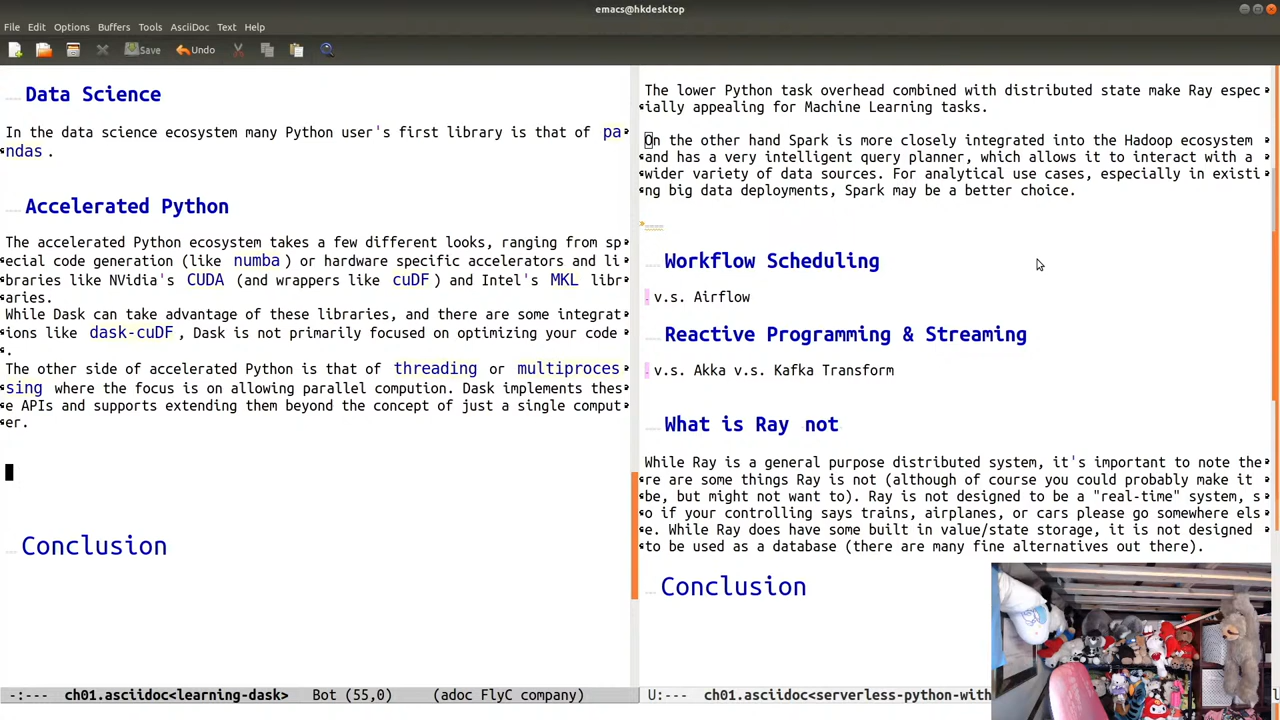 emacs@hkdesktop
File Edit Options Buffers Tools AsciiDoc Text Help
Save Undo
Data Science
In the data science ecosystem many Python user's first library is that of pa
ndas .
Accelerated Python
The accelerated Python ecosystem takes a few different looks, ranging from sp
ecial code generation (like numba ) or hardware specific accelerators and li
braries like NVidia's CUDA (and wrappers like cuDF ) and Intel's MKL libr
aries.
While Dask can take advantage of these libraries, and there are some integrat
ions like dask-cuDF , Dask is not primarily focused on optimizing your code
.
The other side of accelerated Python is that of threading or multiproces
sing where the focus is on allowing parallel compution. Dask implements thes
e APIs and supports extending them beyond the concept of just a single comput
er.
Conclusion
-:--- ch01.asciidoc<learning-dask> Bot (55,0) (adoc FlyC company)
The lower Python task overhead combined with distributed state make Ray espec
ially appealing for Machine Learning tasks.
On the other hand Spark is more closely integrated into the Hadoop ecosystem
and has a very intelligent query planner, which allows it to interact with a
wider variety of data sources. For analytical use cases, especially in existi
ng big data deployments, Spark may be a better choice.
====
Workflow Scheduling
. v.s. Airflow
Reactive Programming & Streaming
. v.s. Akka v.s. Kafka Transform
What is Ray not
While Ray is a general purpose distributed system, it's important to note the
re are some things Ray is not (although of course you could probably make it
be, but might not want to). Ray is not designed to be a "real-time" system, s
o if your controlling says trains, airplanes, or cars please go somewhere els
e. While Ray does have some built in value/state storage, it is not designed
to be used as a database (there are many fine alternatives out there).
Conclusion
U:--- ch01.asciidoc<serverless-python-with